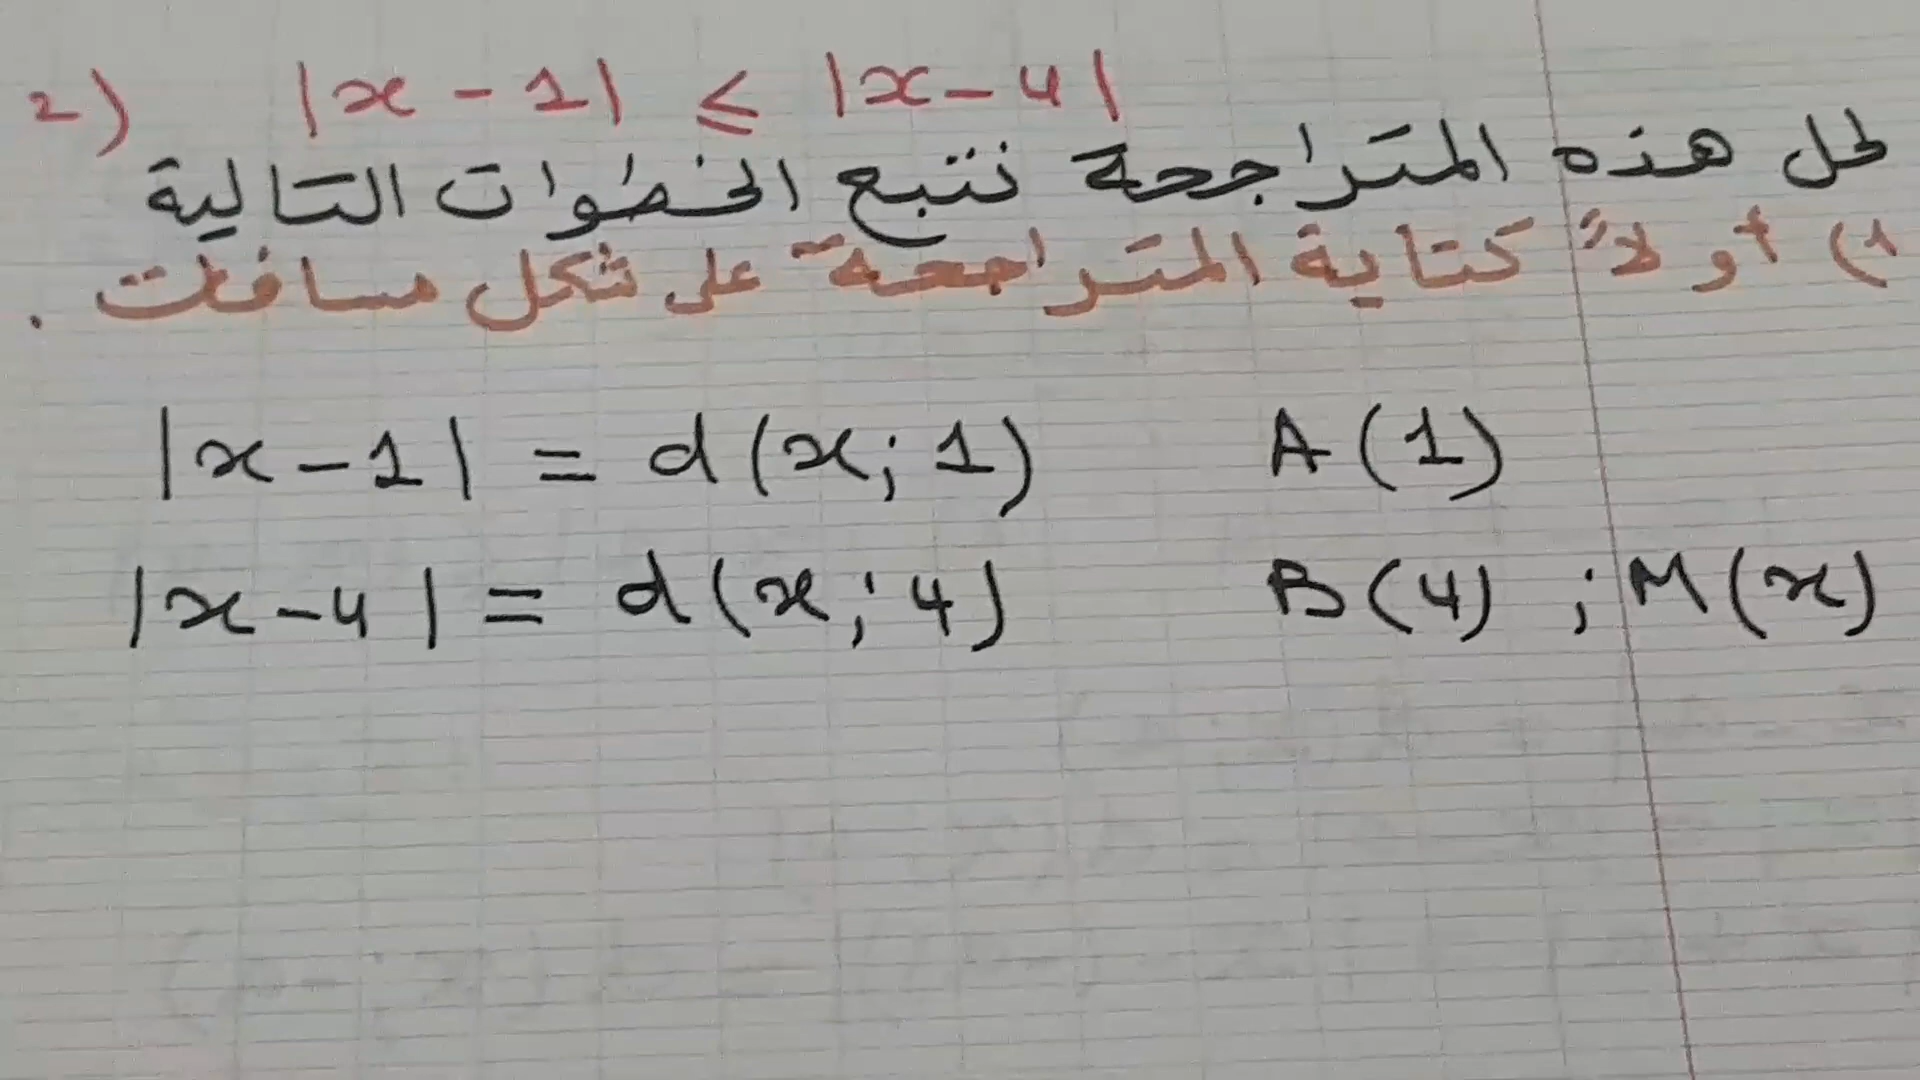 2) |x - 1| ≤ |x - 4|
لحل هذه المتراجحة نتبع الخطوات التالية
1) أولاً كتابة المتراجحة على شكل مسافات .
|x - 1| = d(x; 1) A(1)
|x - 4| = d(x; 4) B(4) ; M(x)